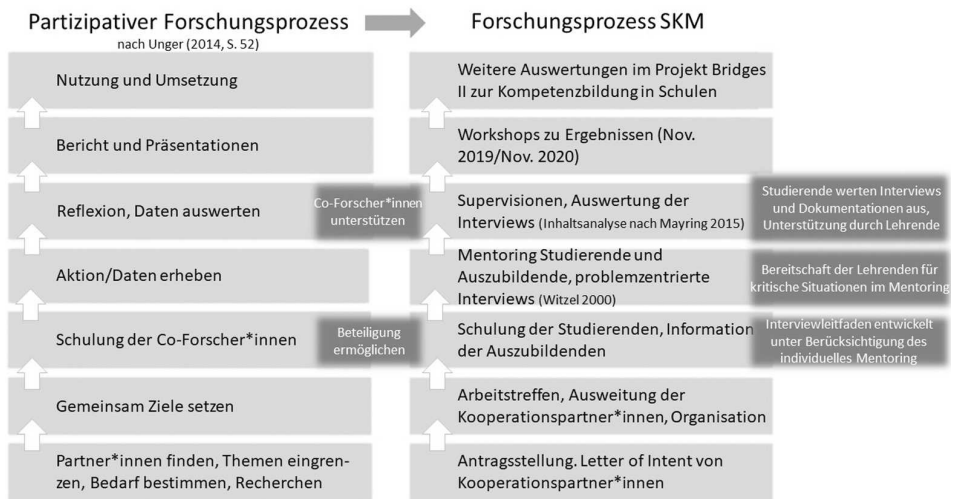 Partizipativer Forschungsprozess
nach Unger (2014, S. 52)
Forschungsprozess SKM
Nutzung und Umsetzung
Weitere Auswertungen im Projekt Bridges
II zur Kompetenzbildung in Schulen
Bericht und Präsentationen
Workshops zu Ergebnissen (Nov.
2019/Nov. 2020)
Reflexion, Daten auswerten
Co-Forscher*innen
unterstützen
Supervisionen, Auswertung der
Interviews (Inhaltsanalyse nach Mayring 2015)
Studierende werten Interviews
und Dokumentationen aus,
Unterstützung durch Lehrende
Aktion/Daten erheben
Mentoring Studierende und
Auszubildende, problemzentrierte
Interviews (Witzel 2000)
Bereitschaft der Lehrenden für
kritische Situationen im Mentoring
Schulung der Co-Forscher*innen
Beteiligung
ermöglichen
Schulung der Studierenden, Information
der Auszubildenden
Interviewleitfaden entwickelt
unter Berücksichtigung des
individuelles Mentoring
Gemeinsam Ziele setzen
Arbeitstreffen, Ausweitung der
Kooperationspartner*innen, Organisation
Partner*innen finden, Themen eingren-
zen, Bedarf bestimmen, Recherchen
Antragsstellung. Letter of Intent von
Kooperationspartner*innen